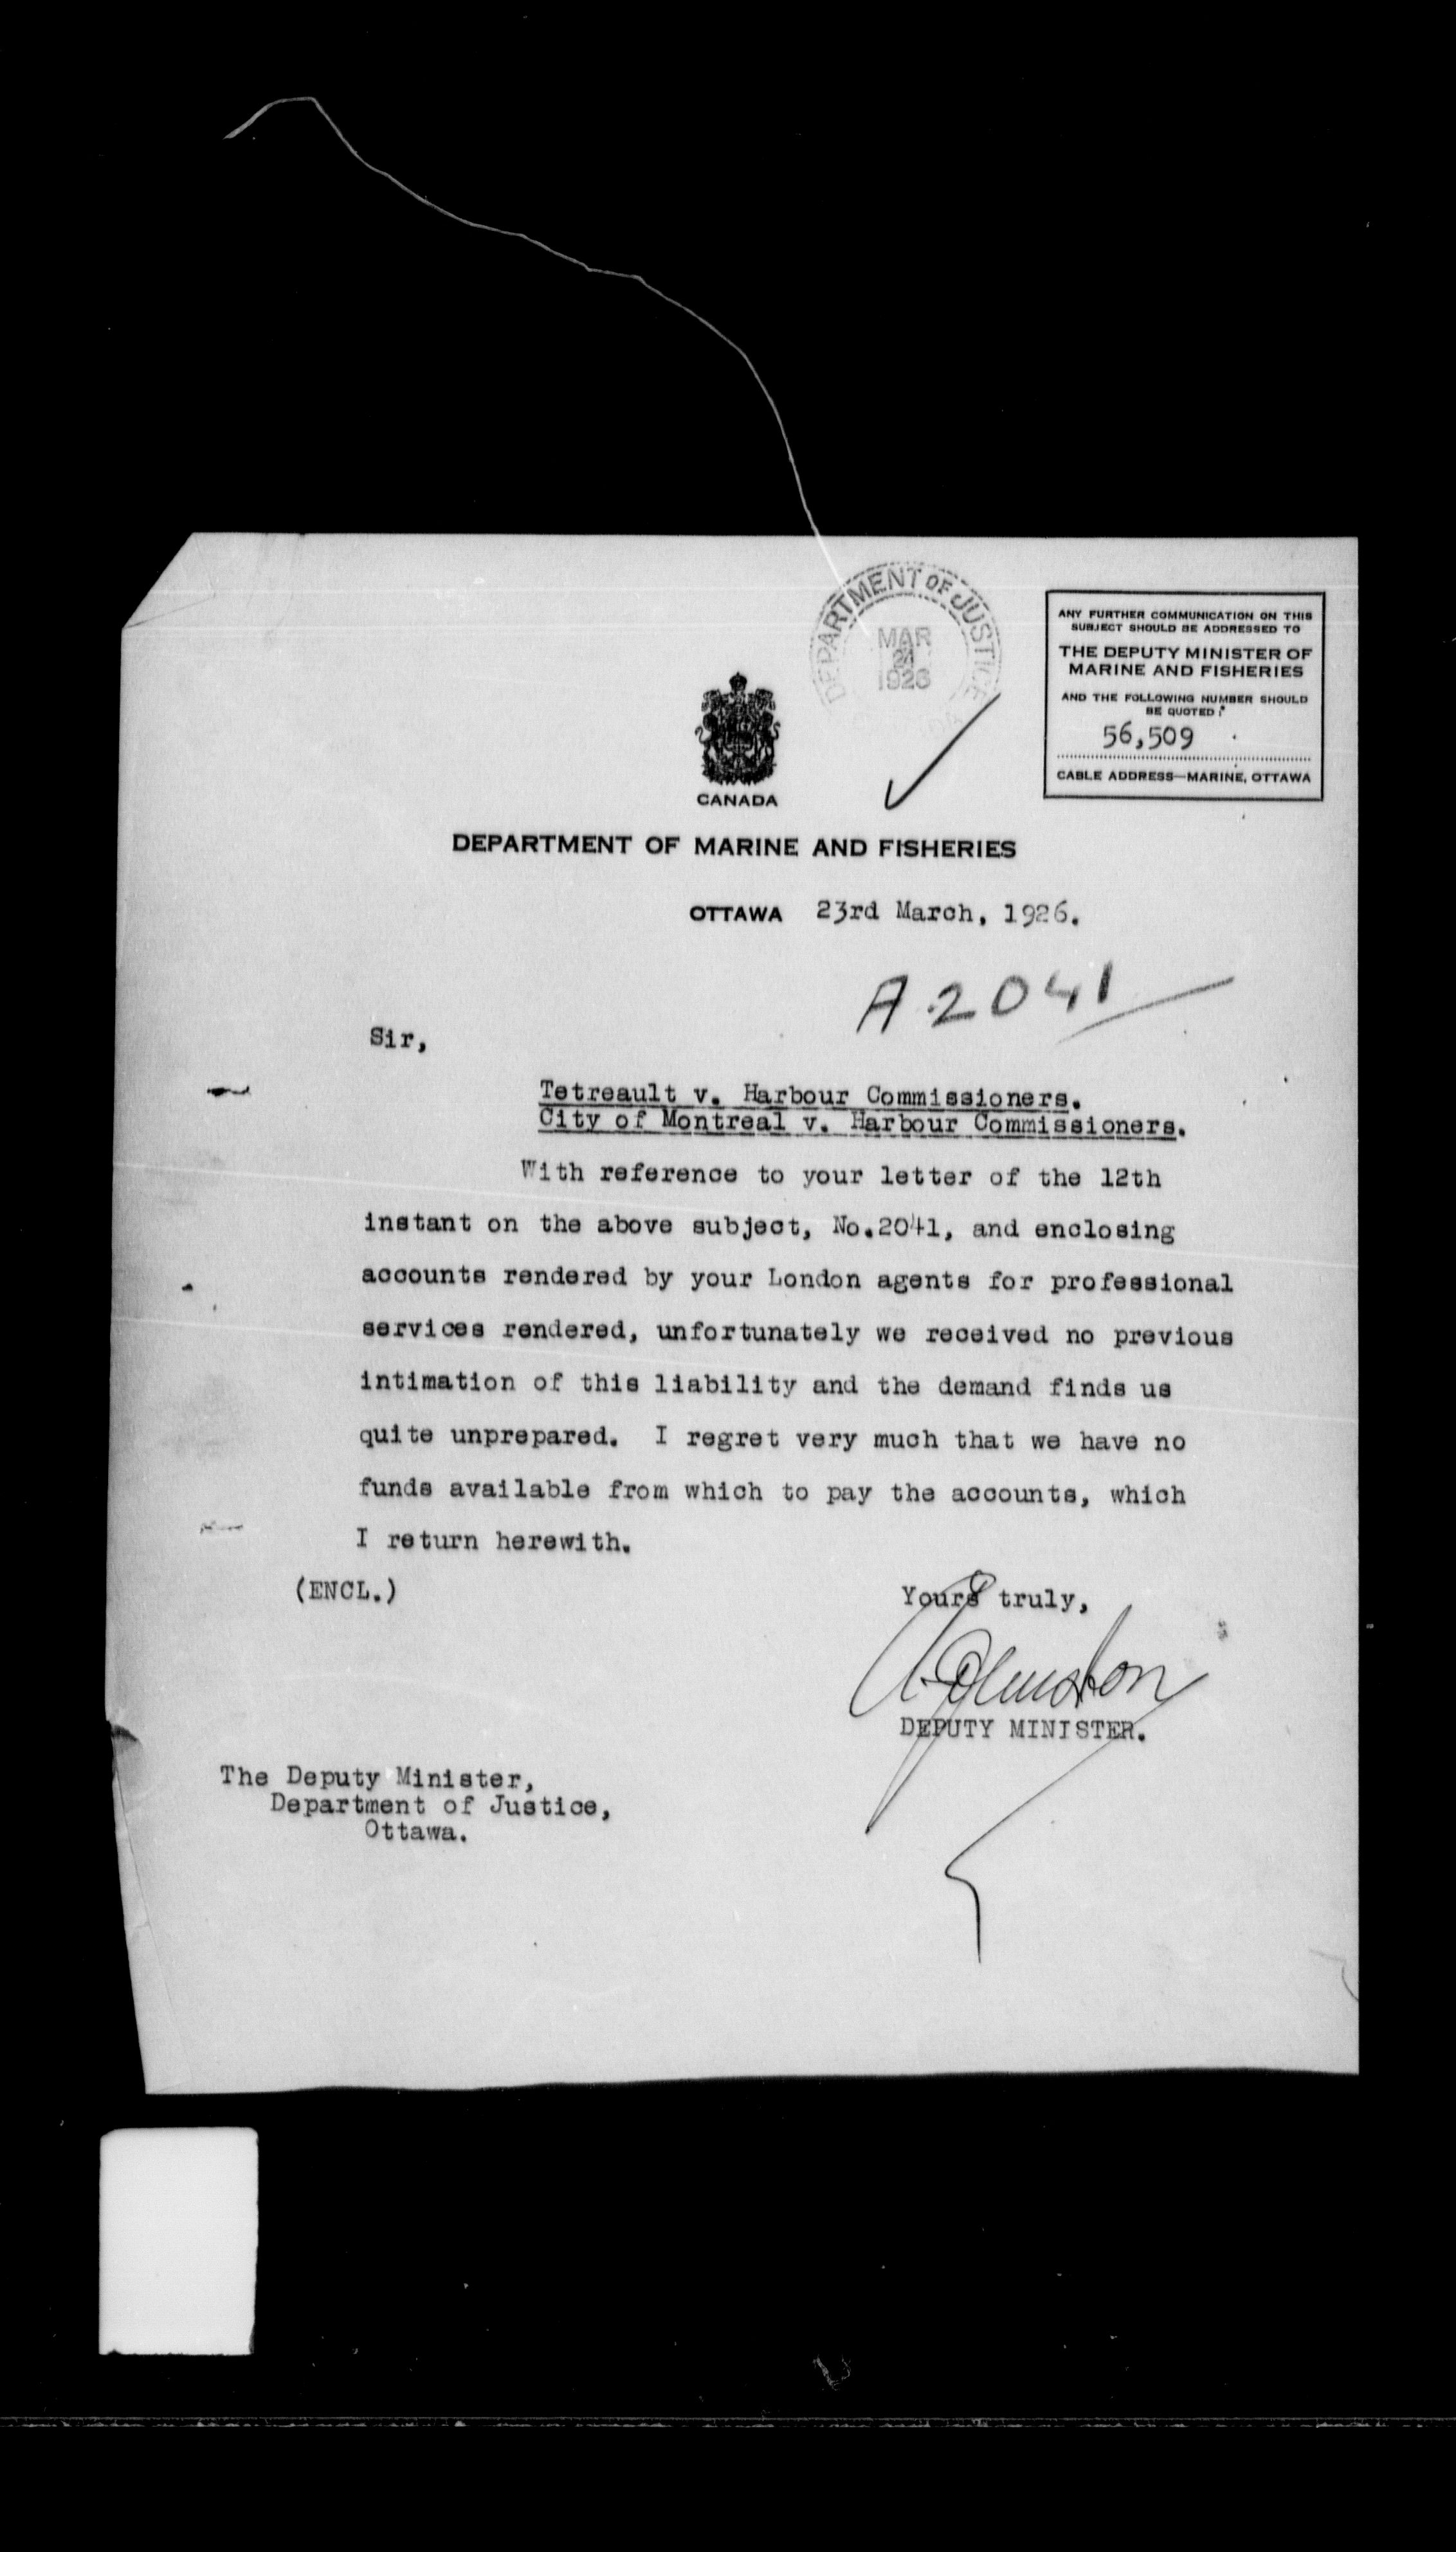 DEPARTMENT OF JUSTICE
MAR
24
1926
ANY FURTHER COMMUNICATION ON THIS
SUBJECT SHOULD BE ADDRESSED TO
THE DEPUTY MINISTER OF
MARINE AND FISHERIES
AND THE FOLLOWING NUMBER SHOULD
BE QUOTED:
56,509
CABLE ADDRESS—MARINE, OTTAWA
CANADA
DEPARTMENT OF MARINE AND FISHERIES
OTTAWA 23rd March, 1926.
A 2041
Sir,
Tetreault v. Harbour Commissioners.
City of Montreal v. Harbour Commissioners.
With reference to your letter of the 12th
instant on the above subject, No.2041, and enclosing
accounts rendered by your London agents for professional
services rendered, unfortunately we received no previous
intimation of this liability and the demand finds us
quite unprepared. I regret very much that we have no
funds available from which to pay the accounts, which
I return herewith.
(ENCL.)
Yours truly,
A. Johnston
DEPUTY MINISTER.
The Deputy Minister,
Department of Justice,
Ottawa.